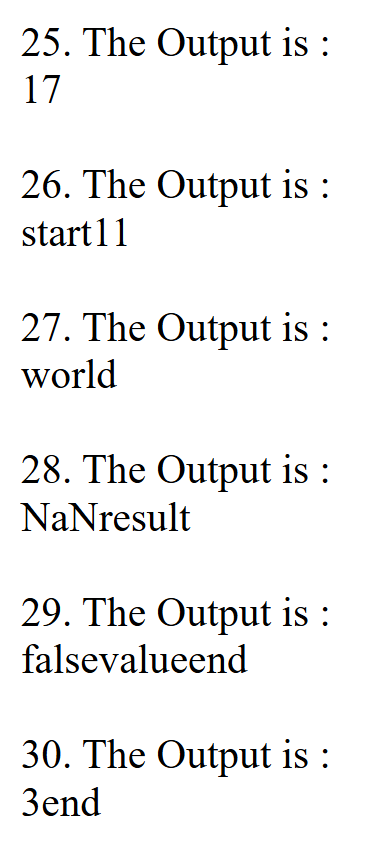 25. The Output is :
17
26. The Output is :
start11
27. The Output is :
world
28. The Output is :
NaNresult
29. The Output is :
falsevalueend
30. The Output is :
3end